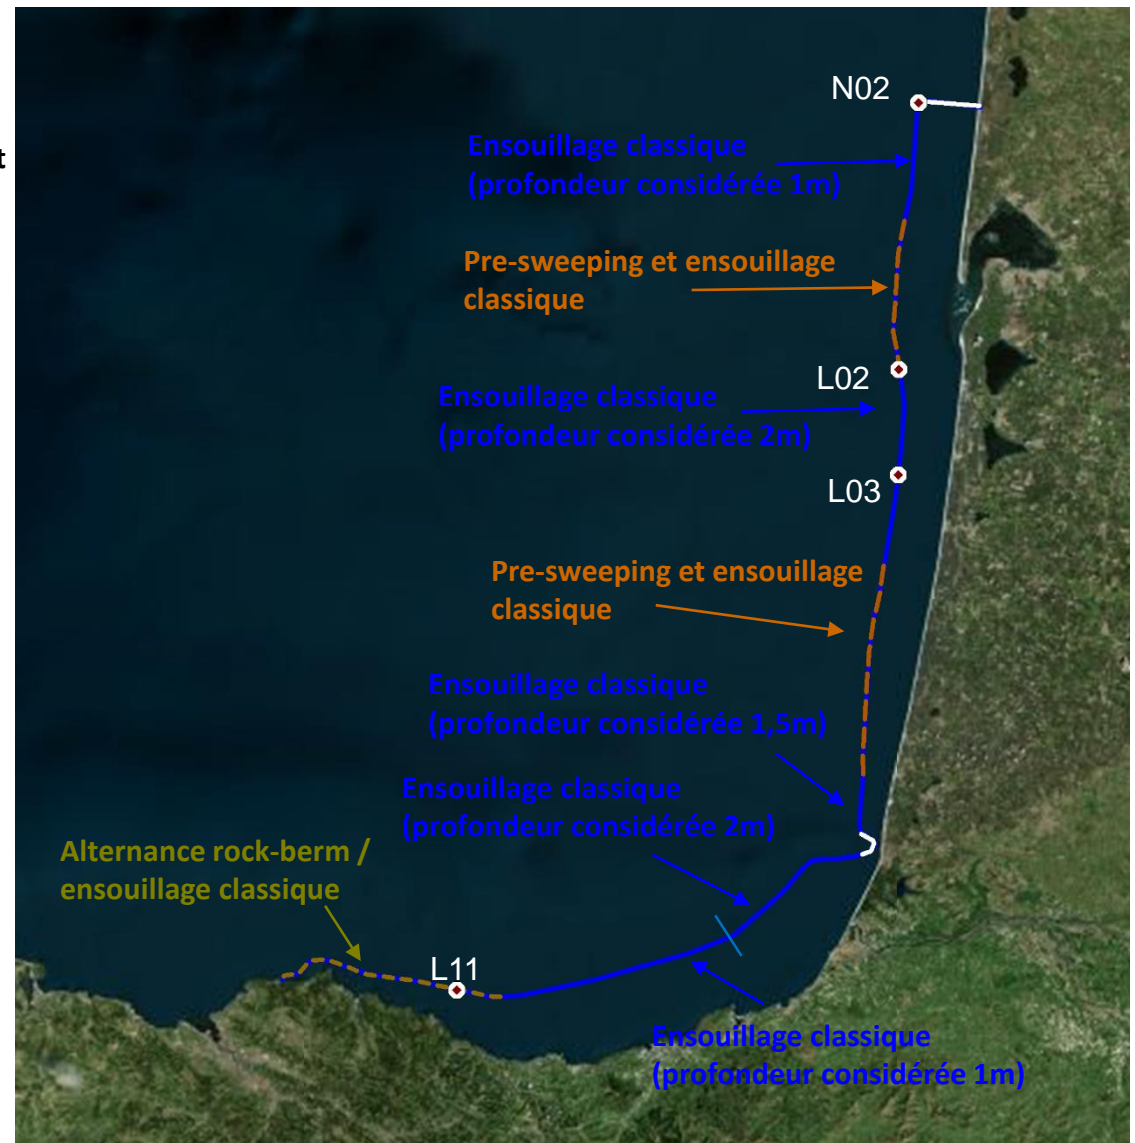 N02
t
Ensouillage classique
(profondeur considérée 1m)
Pre-sweeping et ensouillage
classique
L02
Ensouillage classique
(profondeur considérée 2m)
L03
Pre-sweeping et ensouillage
classique
Ensouillage classique
(profondeur considérée 1,5m)
Ensouillage classique
(profondeur considérée 2m)
Alternance rock-berm /
ensouillage classique
L11
Ensouillage classique
(profondeur considérée 1m)